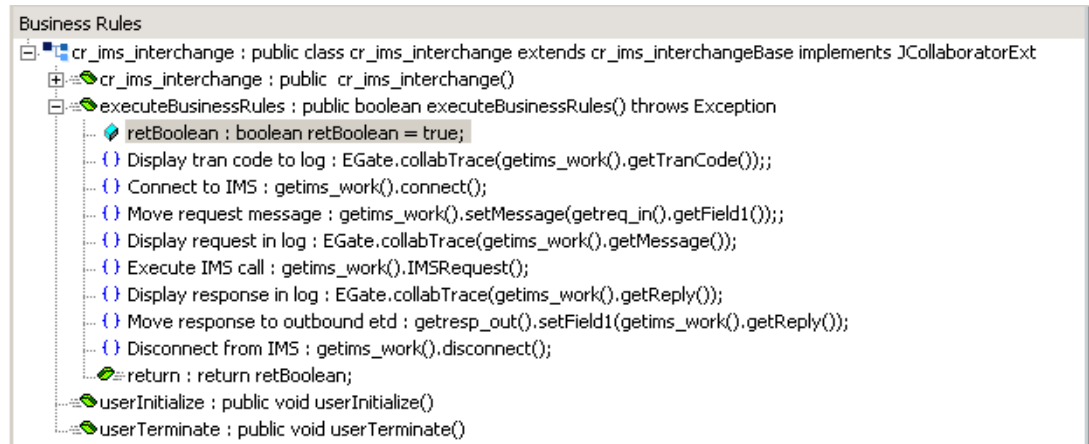 Business Rules
cr_ims_interchange : public class cr_ims_interchange extends cr_ims_interchangeBase implements JCollaboratorExt
cr_ims_interchange : public cr_ims_interchange()
executeBusinessRules : public boolean executeBusinessRules() throws Exception
retBoolean : boolean retBoolean = true;
{ } Display tran code to log : EGate.collabTrace(getims_work().getTranCode());;
{ } Connect to IMS : getims_work().connect();
{ } Move request message : getims_work().setMessage(getreq_in().getField1());;
{ } Display request in log : EGate.collabTrace(getims_work().getMessage());
{ } Execute IMS call : getims_work().IMSRequest();
{ } Display response in log : EGate.collabTrace(getims_work().getReply());
{ } Move response to outbound etd : getresp_out().setField1(getims_work().getReply());
{ } Disconnect from IMS : getims_work().disconnect();
return : return retBoolean;
userInitialize : public void userInitialize()
userTerminate : public void userTerminate()